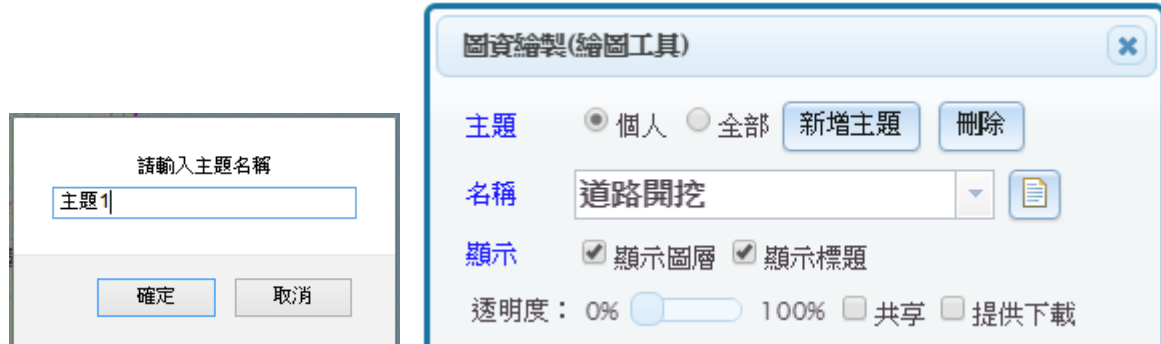 請輸入主題名稱
主題1
確定 取消
圖資繪製(繪圖工具)
主題 個人 全部 新增主題 刪除
名稱 道路開挖
顯示 顯示圖層 顯示標題
透明度： 0% 100% 共享 提供下載